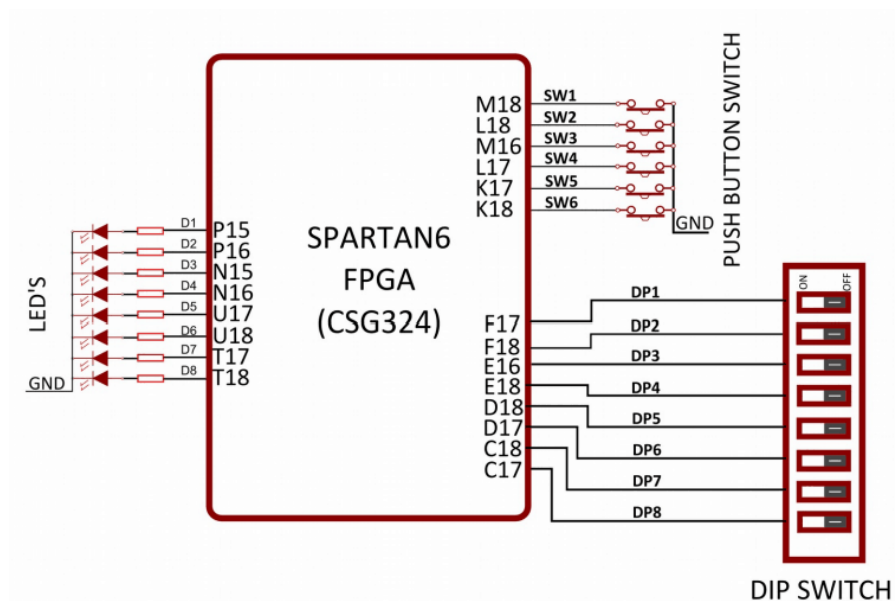 LED'S
D1 P15
D2 P16
D3 N15
D4 N16
D5 U17
D6 U18
D7 T17
D8 T18
GND
SPARTAN6
FPGA
(CSG324)
M18 SW1
L18 SW2
M16 SW3
L17 SW4
K17 SW5
K18 SW6
GND
PUSH BUTTON SWITCH
F17 DP1
F18 DP2
E16 DP3
E18 DP4
D18 DP5
D17 DP6
C18 DP7
C17 DP8
ON OFF
DIP SWITCH